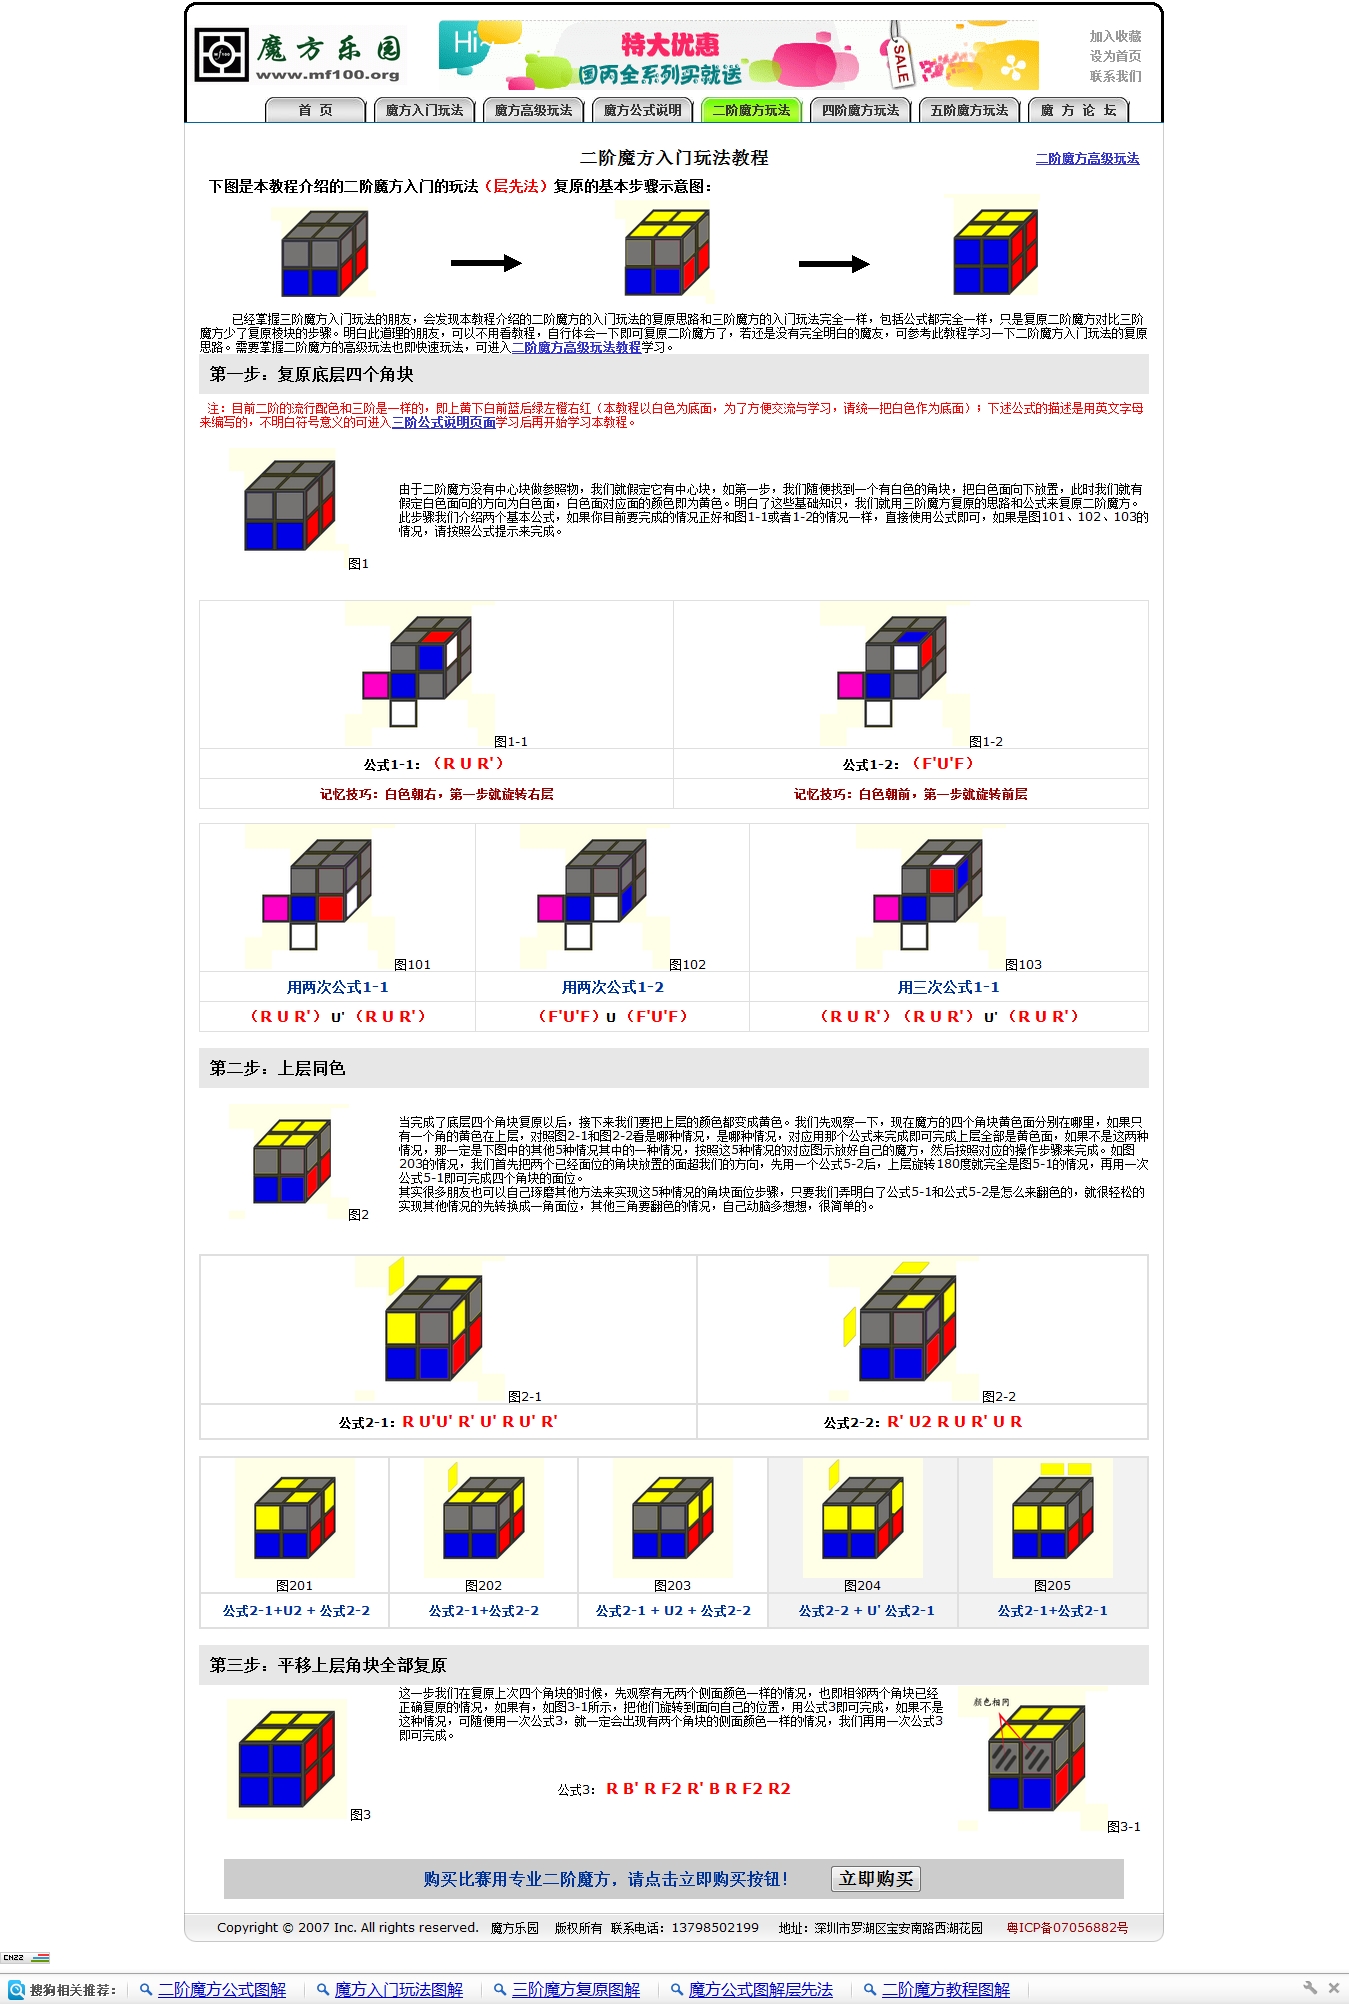 魔方乐园
www.mf100.org
Hi~
特大优惠
国丙全系列买就送
SALE
加入收藏
设为首页
联系我们
首 页
魔方入门玩法
魔方高级玩法
魔方公式说明
二阶魔方玩法
四阶魔方玩法
五阶魔方玩法
魔 方 论 坛
二阶魔方入门玩法教程
二阶魔方高级玩法
下图是本教程介绍的二阶魔方入门的玩法（层先法）复原的基本步骤示意图：
已经掌握三阶魔方入门玩法的朋友，会发现本教程介绍的二阶魔方的入门玩法的复原思路和三阶魔方的入门玩法完全一样，包括公式都完全一样，只是复原二阶魔方对比三阶
魔方少了复原棱块的步骤。明白此道理的朋友，可以不用看教程，自行体会一下即可复原二阶魔方了，若还是没有完全明白的魔友，可参考此教程学习一下二阶魔方入门玩法的复原
思路。需要掌握二阶魔方的高级玩法也即快速玩法，可进入二阶魔方高级玩法教程学习。
第一步：复原底层四个角块
注：目前二阶的流行配色和三阶是一样的，即上黄下白前蓝后绿左橙右红（本教程以白色为底面，为了方便交流与学习，请统一把白色作为底面）；下述公式的描述是用英文字母
来编写的，不明白符号意义的可进入三阶公式说明页面学习后再开始学习本教程。
由于二阶魔方没有中心块做参照物，我们就假定它有中心块，如第一步，我们随便找到一个有白色的角块，把白色面向下放置，此时我们就有
假定白色面向的方向为白色面，白色面对应面的颜色即为黄色。明白了这些基础知识，我们就用三阶魔方复原的思路和公式来复原二阶魔方。
此步骤我们介绍两个基本公式，如果你目前要完成的情况正好和图1-1或者1-2的情况一样，直接使用公式即可，如果是图101、102、103的
情况，请按照公式提示来完成。
图1
图1-1
图1-2
公式1-1：（R U R'）
公式1-2：（F'U'F）
记忆技巧：白色朝右，第一步就旋转右层
记忆技巧：白色朝前，第一步就旋转前层
图101
图102
图103
用两次公式1-1
用两次公式1-2
用三次公式1-1
（R U R'）U'（R U R'）
（F'U'F）U（F'U'F）
（R U R'）（R U R'）U'（R U R'）
第二步：上层同色
当完成了底层四个角块复原以后，接下来我们要把上层的颜色都变成黄色。我们先观察一下，现在魔方的四个角块黄色面分别在哪里，如果只
有一个角的黄色在上层，对照图2-1和图2-2看是哪种情况，是哪种情况，对应用那个公式来完成即可完成上层全部是黄色面，如果不是这两种
情况，那一定是下图中的其他5种情况其中的一种情况，按照这5种情况的对应图示放好自己的魔方，然后按照对应的操作步骤来完成。如图
203的情况，我们首先把两个已经面位的角块放置的面超我们的方向，先用一个公式5-2后，上层旋转180度就完全是图5-1的情况，再用一次
公式5-1即可完成四个角块的面位。
其实很多朋友也可以自己琢磨其他方法来实现这5种情况的角块面位步骤，只要我们弄明白了公式5-1和公式5-2是怎么来翻色的，就很轻松的
实现其他情况的先转换成一角面位，其他三角要翻色的情况，自己动脑多想想，很简单的。
图2
图2-1
图2-2
公式2-1：R U'U' R' U' R U' R'
公式2-2：R' U2 R U R' U R
图201
图202
图203
图204
图205
公式2-1+U2 + 公式2-2
公式2-1+公式2-2
公式2-1 + U2 + 公式2-2
公式2-2 + U' 公式2-1
公式2-1+公式2-1
第三步：平移上层角块全部复原
这一步我们在复原上次四个角块的时候，先观察有无两个侧面颜色一样的情况，也即相邻两个角块已经
正确复原的情况，如果有，如图3-1所示，把他们旋转到面向自己的位置，用公式3即可完成，如果不是
这种情况，可随便用一次公式3，就一定会出现有两个角块的侧面颜色一样的情况，我们再用一次公式3
即可完成。
颜色相同
公式3： R B' R F2 R' B R F2 R2
图3
图3-1
购买比赛用专业二阶魔方，请点击立即购买按钮！
立即购买
Copyright © 2007 Inc. All rights reserved. 魔方乐园 版权所有 联系电话：13798502199 地址：深圳市罗湖区宝安南路西湖花园 粤ICP备07056882号
CNZZ
搜狗相关推荐：
二阶魔方公式图解
魔方入门玩法图解
三阶魔方复原图解
魔方公式图解层先法
二阶魔方教程图解